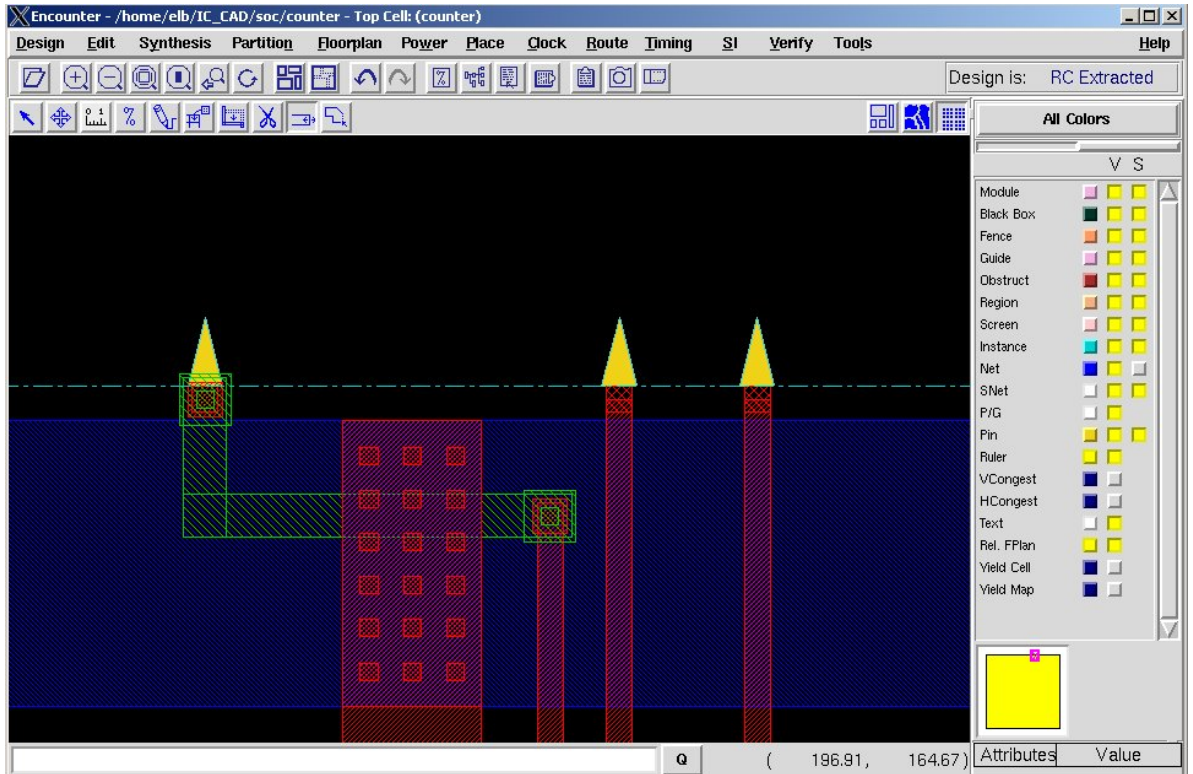 Encounter - /home/elb/IC_CAD/soc/counter - Top Cell: (counter)
Design Edit Synthesis Partition Floorplan Power Place Clock Route Timing SI Verify Tools Help
Design is: RC Extracted
All Colors
V S
Module
Black Box
Fence
Guide
Obstruct
Region
Screen
Instance
Net
SNet
P/G
Pin
Ruler
VCongest
HCongest
Text
Rel. FPlan
Yield Cell
Yield Map
Q ( 196.91, 164.67)
Attributes Value